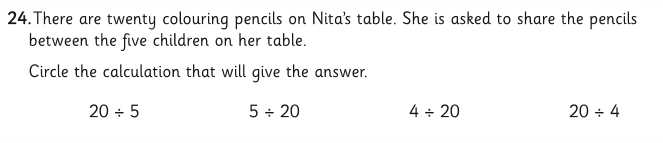 24.There are twenty colouring pencils on Nita's table. She is asked to share the pencils
between the five children on her table.
Circle the calculation that will give the answer.
20 ÷ 5 5 ÷ 20 4 ÷ 20 20 ÷ 4